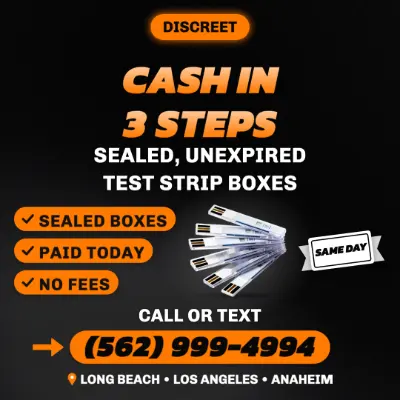 DISCREET
CASH IN
3 STEPS
SEALED, UNEXPIRED
TEST STRIP BOXES
SEALED BOXES
PAID TODAY
NO FEES
SAME DAY
CALL OR TEXT
(562) 999-4994
LONG BEACH • LOS ANGELES • ANAHEIM